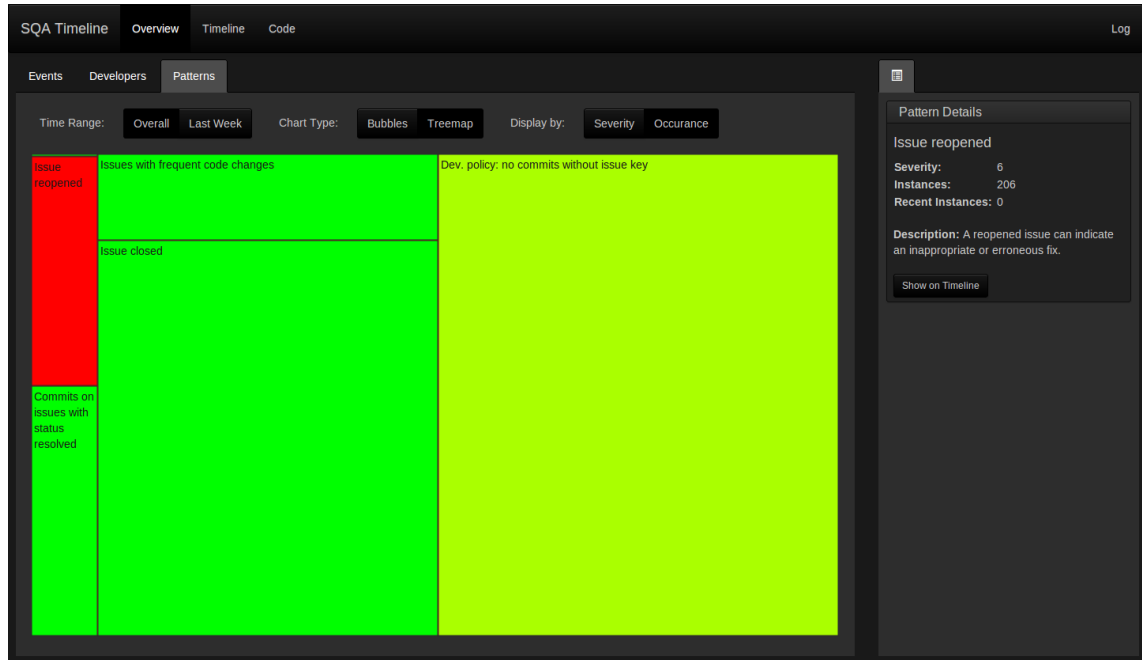 SQA Timeline Overview Timeline Code Log
Events Developers Patterns
Time Range: Overall Last Week Chart Type: Bubbles Treemap Display by: Severity Occurance
Issue
reopened
Commits on
issues with
status
resolved
Issues with frequent code changes
Issue closed
Dev. policy: no commits without issue key
Pattern Details
Issue reopened
Severity: 6
Instances: 206
Recent Instances: 0
Description: A reopened issue can indicate
an inappropriate or erroneous fix.
Show on Timeline